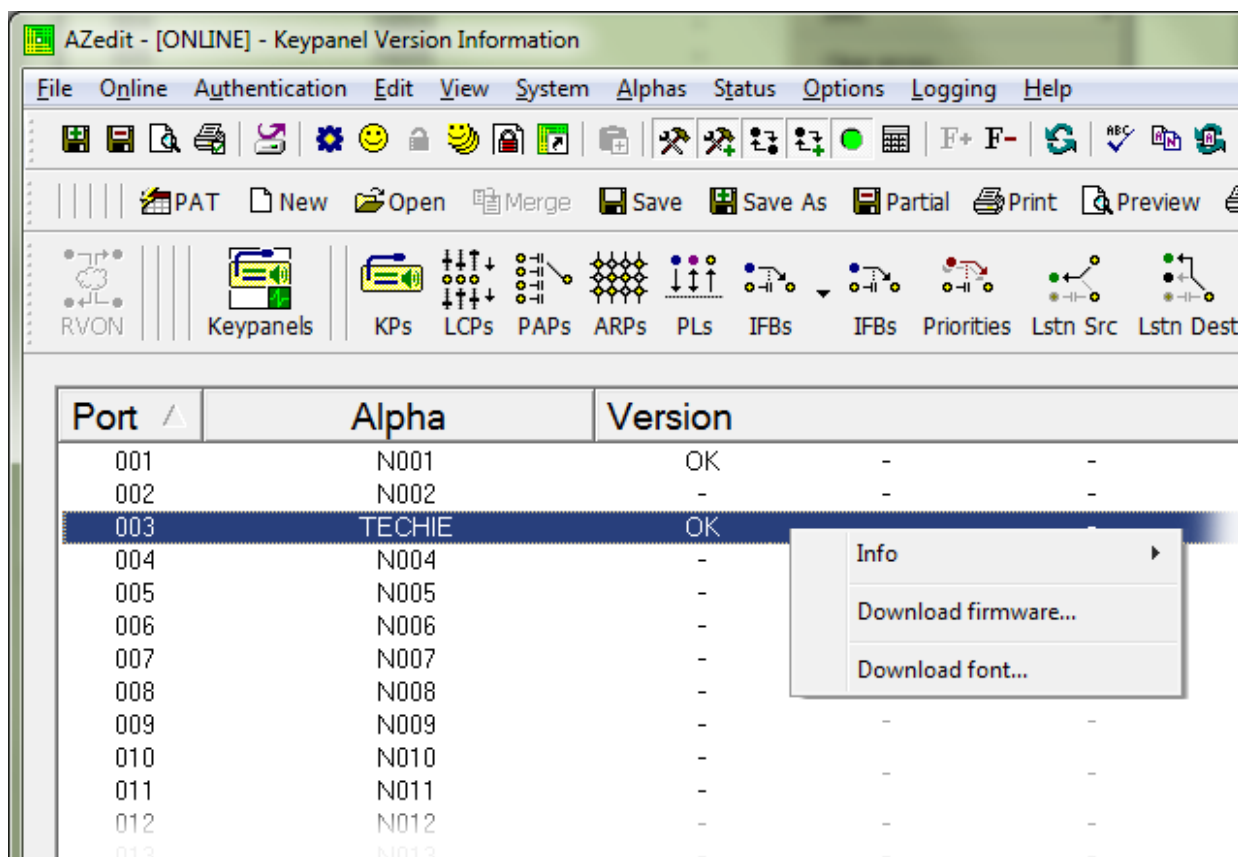 AZedit - [ONLINE] - Keypanel Version Information
File Online Authentication Edit View System Alphas Status Options Logging Help
F+ F- ABC
PAT New Open Merge Save Save As Partial Print Preview
RVON Keypanels KPs LCPs PAPs ARPs PLs IFBs IFBs Priorities Lstn Src Lstn Dest
Port Alpha Version
001 N001 OK - -
002 N002 - - -
003 TECHIE OK -
004 N004 -
Info
005 N005 -
Download firmware...
006 N006 -
007 N007 -
Download font...
008 N008 -
009 N009 - - -
010 N010 - - -
011 N011 -
012 N012 - - -
013 N013 - - -